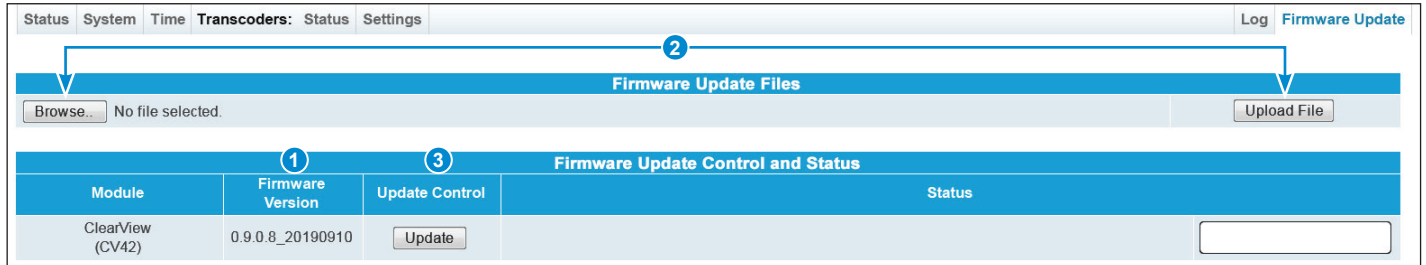 Status System Time Transcoders: Status Settings Log Firmware Update
2
Firmware Update Files
Browse.. No file selected. Upload File
1 3 Firmware Update Control and Status
Module Firmware Version Update Control Status
ClearView (CV42) 0.9.0.8_20190910 Update